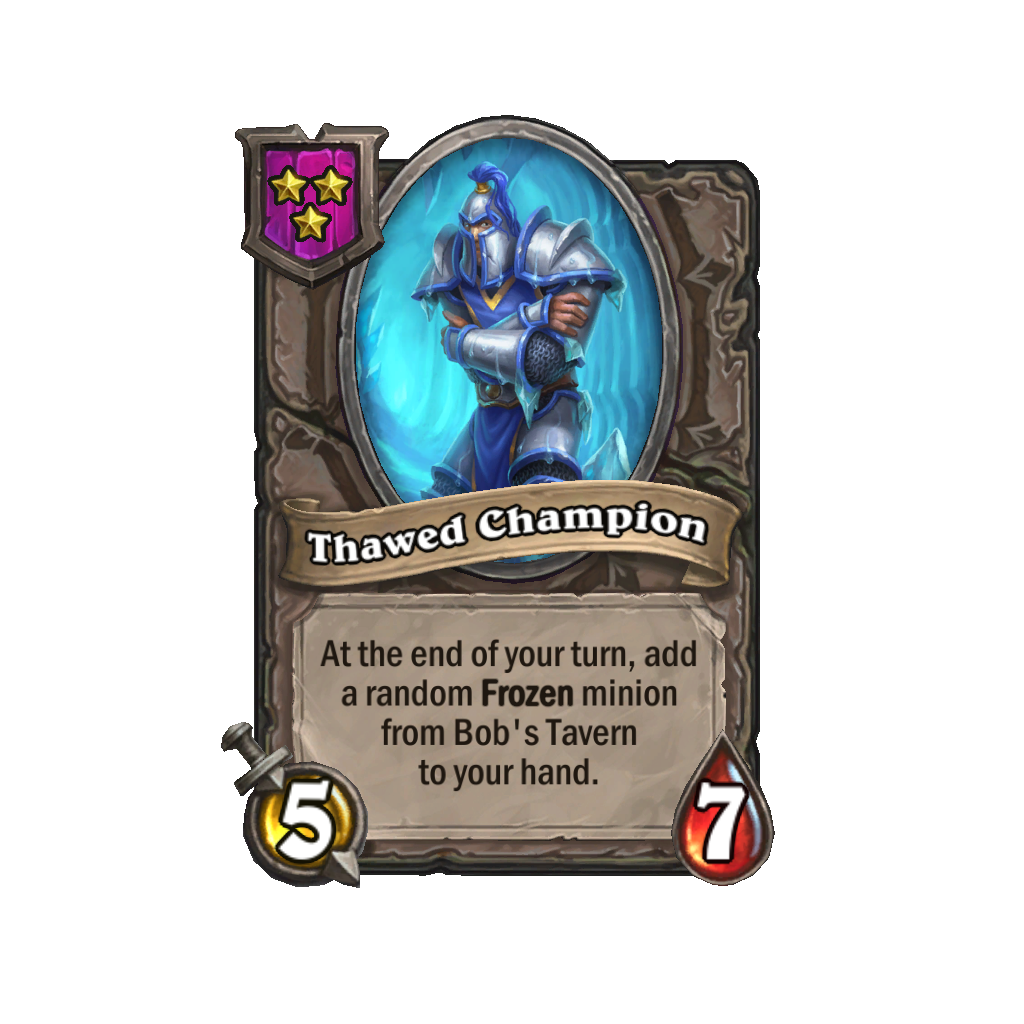 Thawed Champion
At the end of your turn, add
a random Frozen minion
from Bob's Tavern
to your hand.
5
7